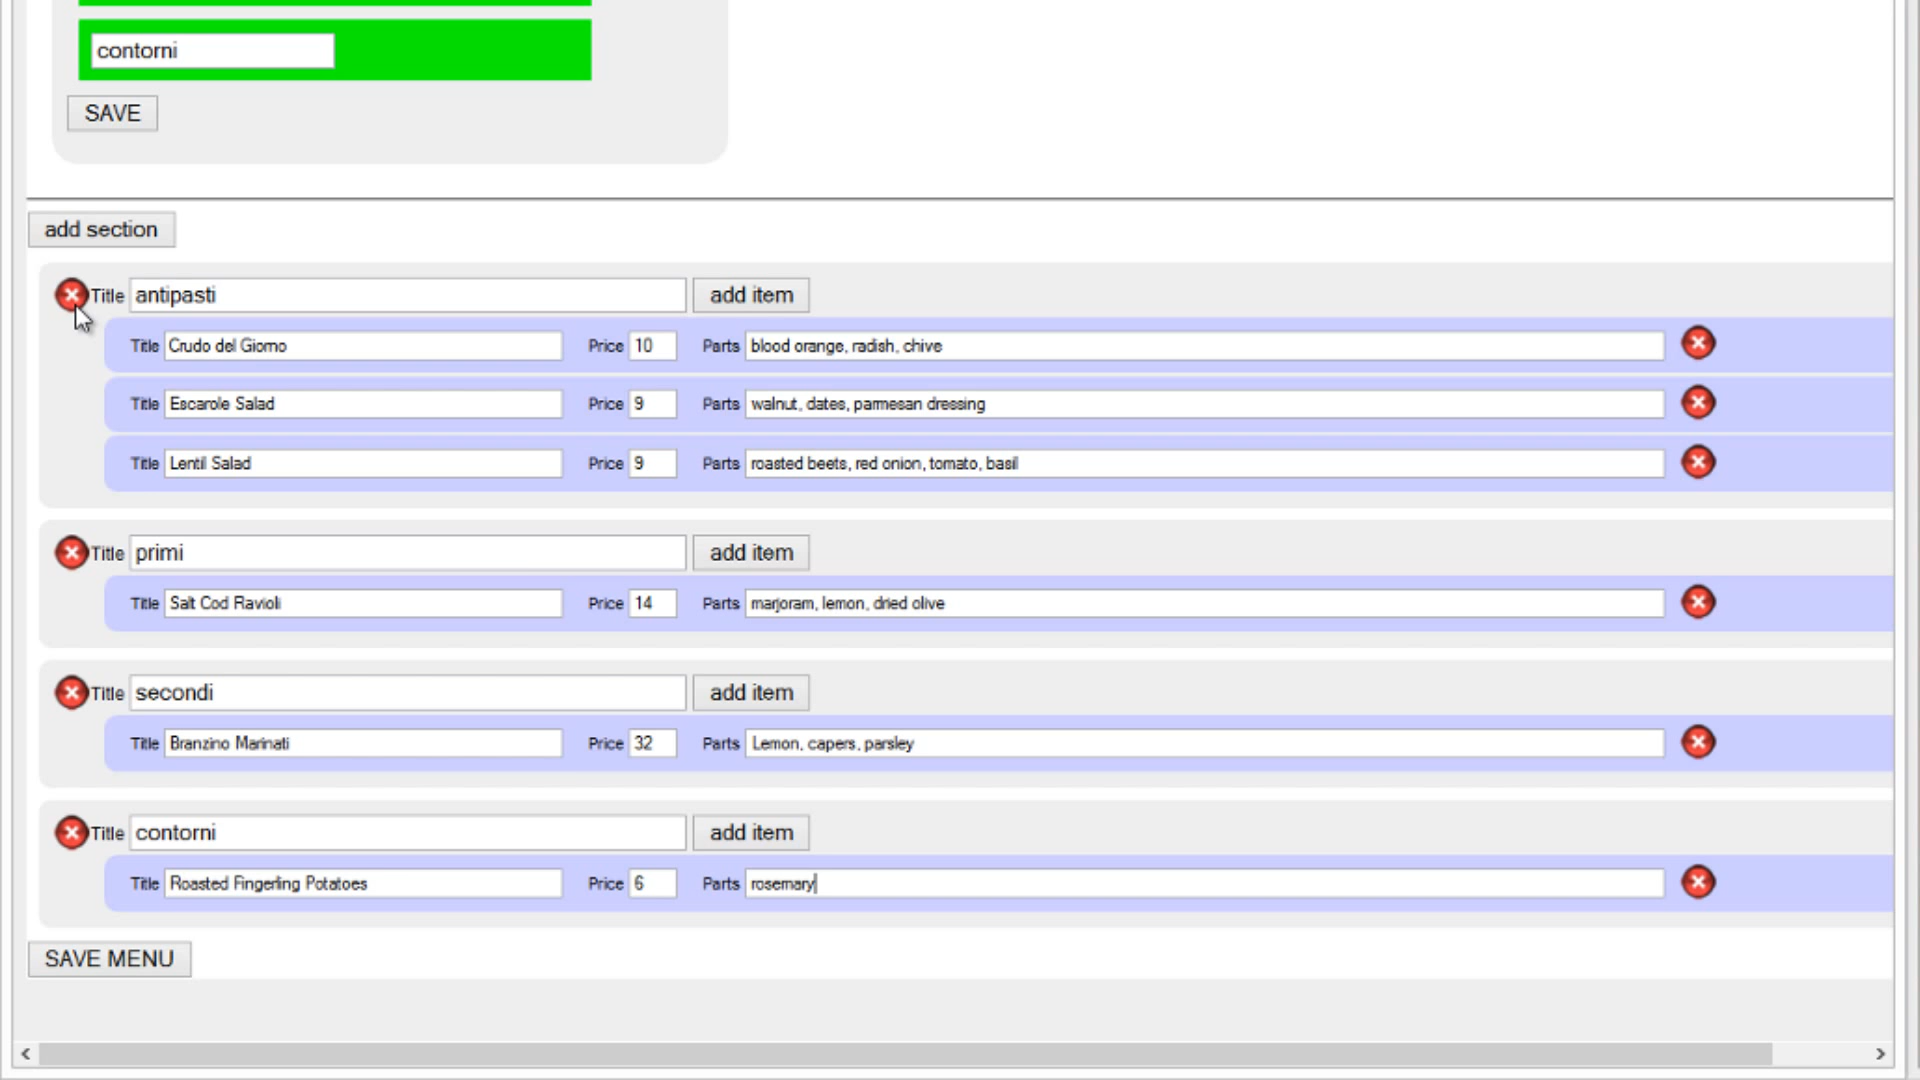 contorni
SAVE
add section
Title antipasti add item
Title Crudo del Giorno Price 10 Parts blood orange, radish, chive
Title Escarole Salad Price 9 Parts walnut, dates, parmesan dressing
Title Lentil Salad Price 9 Parts roasted beets, red onion, tomato, basil
Title primi add item
Title Salt Cod Ravioli Price 14 Parts marjoram, lemon, dried olive
Title secondi add item
Title Branzino Marinati Price 32 Parts Lemon, capers, parsley
Title contorni add item
Title Roasted Fingerling Potatoes Price 6 Parts rosemary
SAVE MENU